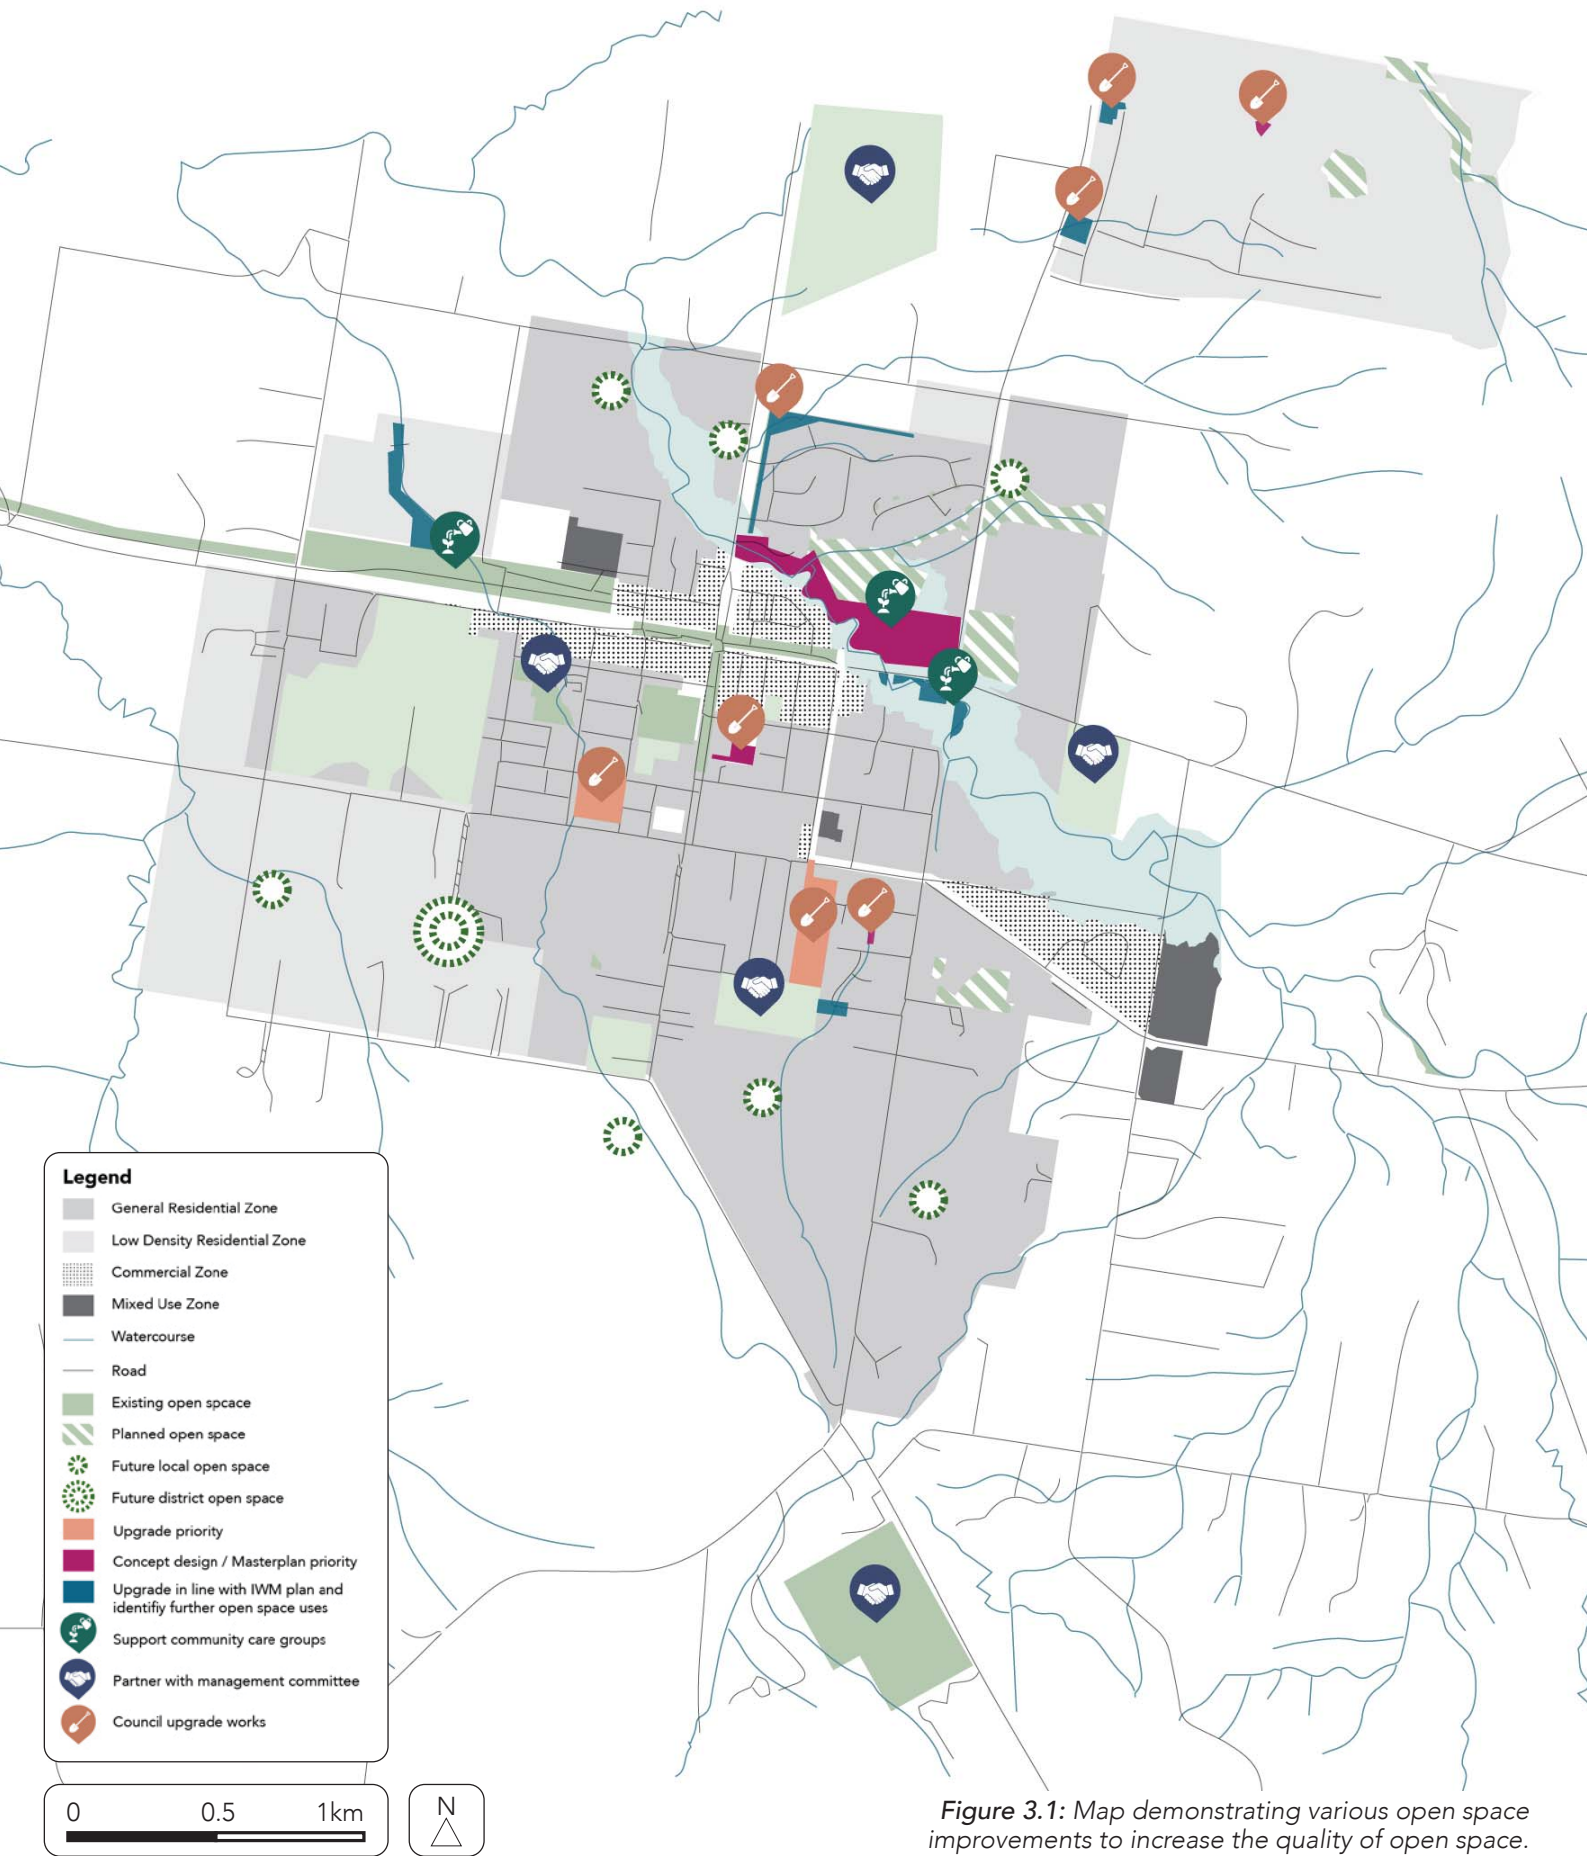 Legend
General Residential Zone
Low Density Residential Zone
Commercial Zone
Mixed Use Zone
Watercourse
Road
Existing open spcace
Planned open space
Future local open space
Future district open space
Upgrade priority
Concept design / Masterplan priority
Upgrade in line with IWM plan and
identifiy further open space uses
Support community care groups
Partner with management committee
Council upgrade works
0 0.5 1km
N
Figure 3.1: Map demonstrating various open space
improvements to increase the quality of open space.